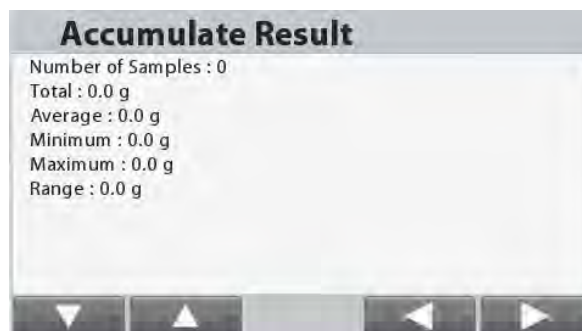 Accumulate Result
Number of Samples : 0
Total : 0.0 g
Average : 0.0 g
Minimum : 0.0 g
Maximum : 0.0 g
Range : 0.0 g